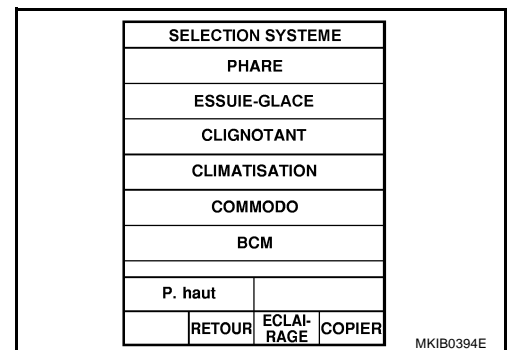 SELECTION SYSTEME
PHARE
ESSUIE-GLACE
CLIGNOTANT
CLIMATISATION
COMMODO
BCM
P. haut
RETOUR ECLAI-RAGE COPIER
MKIB0394E